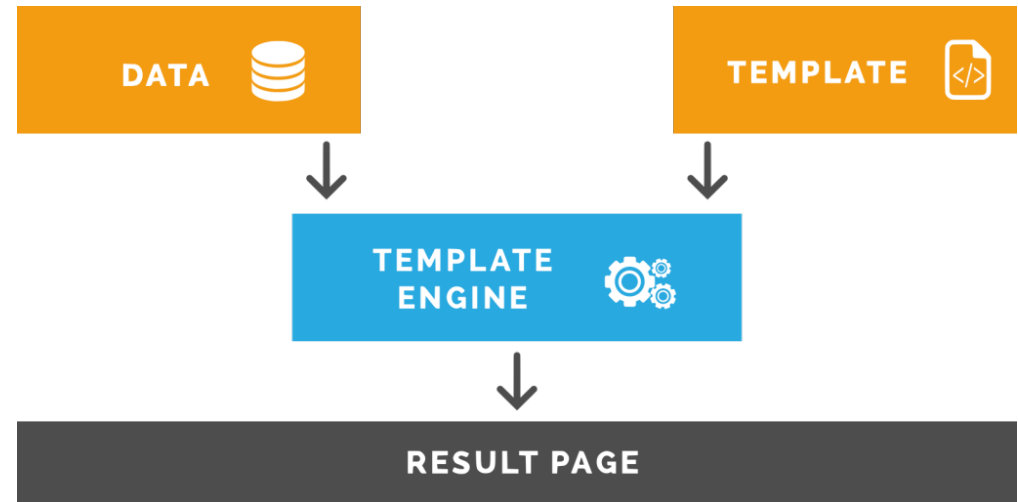 DATA
TEMPLATE
</>
TEMPLATE
ENGINE
RESULT PAGE